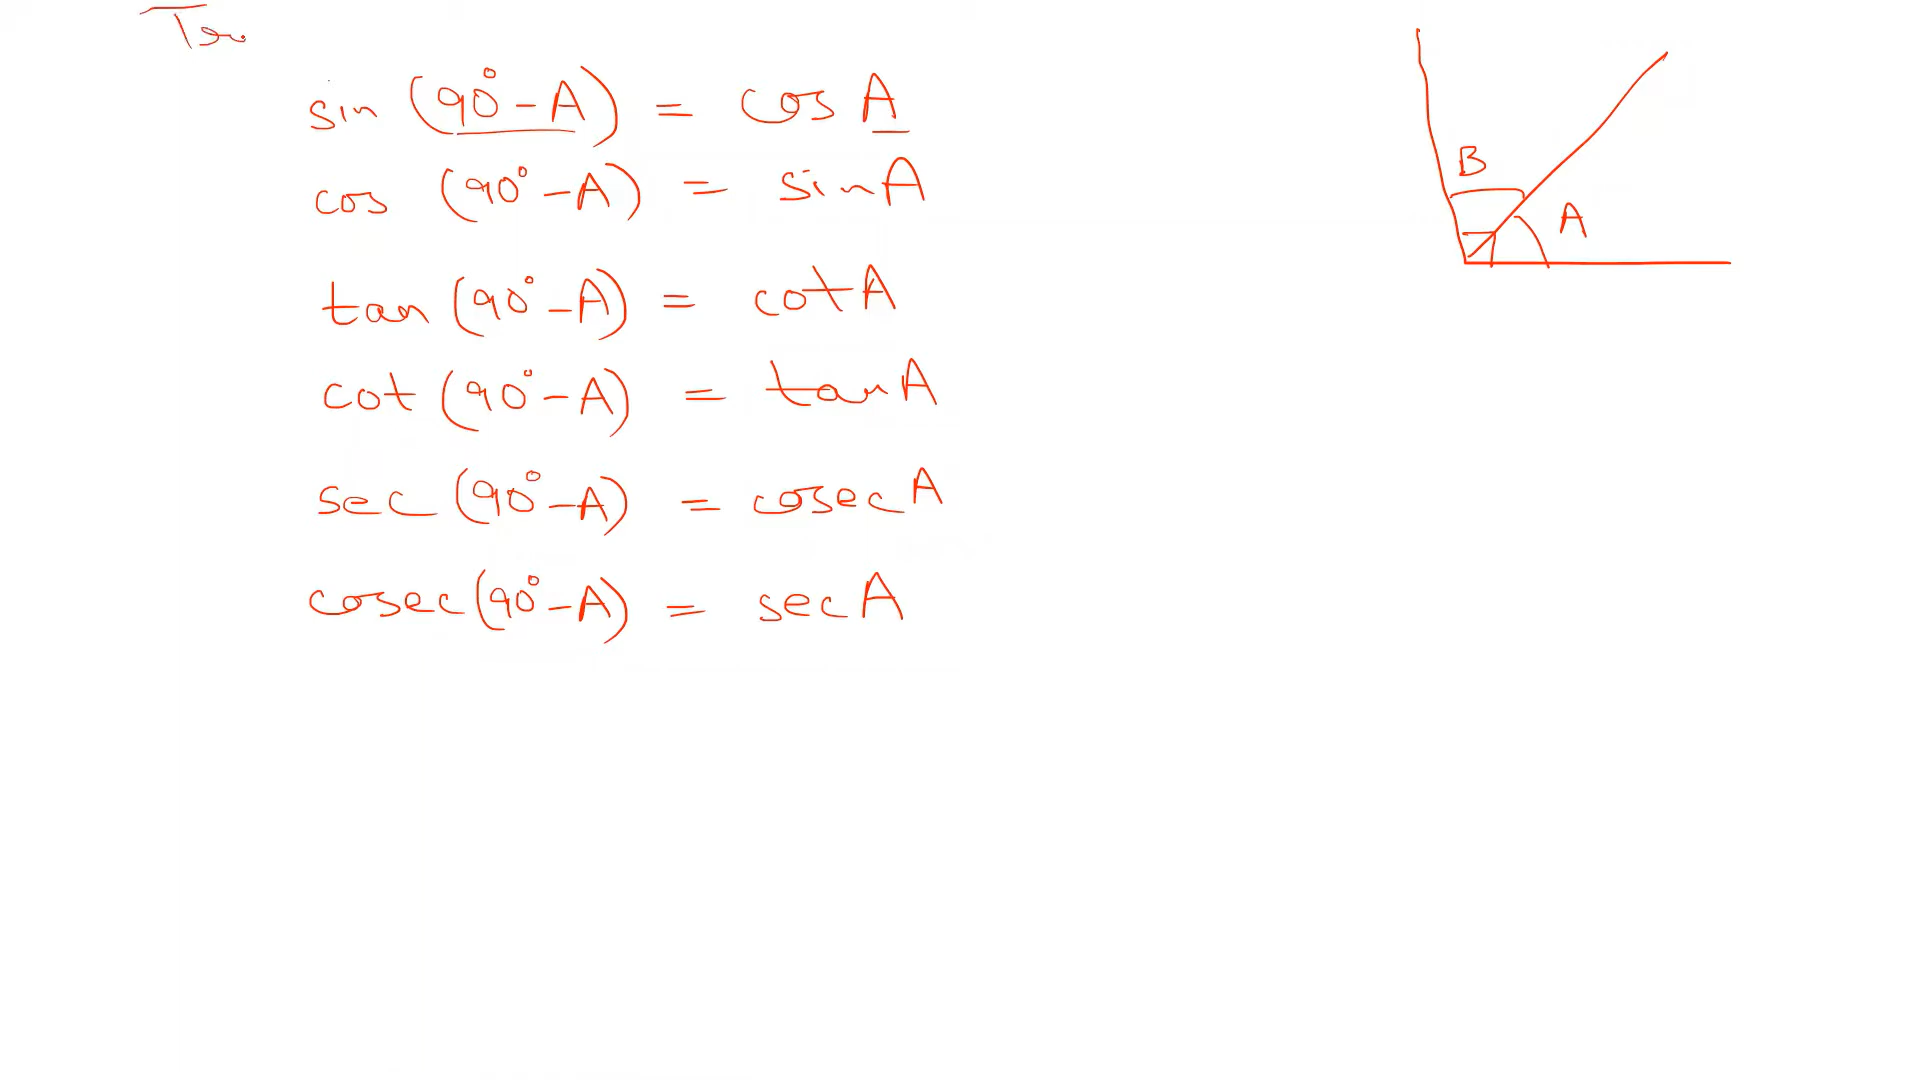 sin (90° - A) = cos A
cos (90° - A) = sin A
tan (90° - A) = cot A
cot (90° - A) = tan A
sec (90° - A) = cosec A
cosec (90° - A) = sec A
B
A